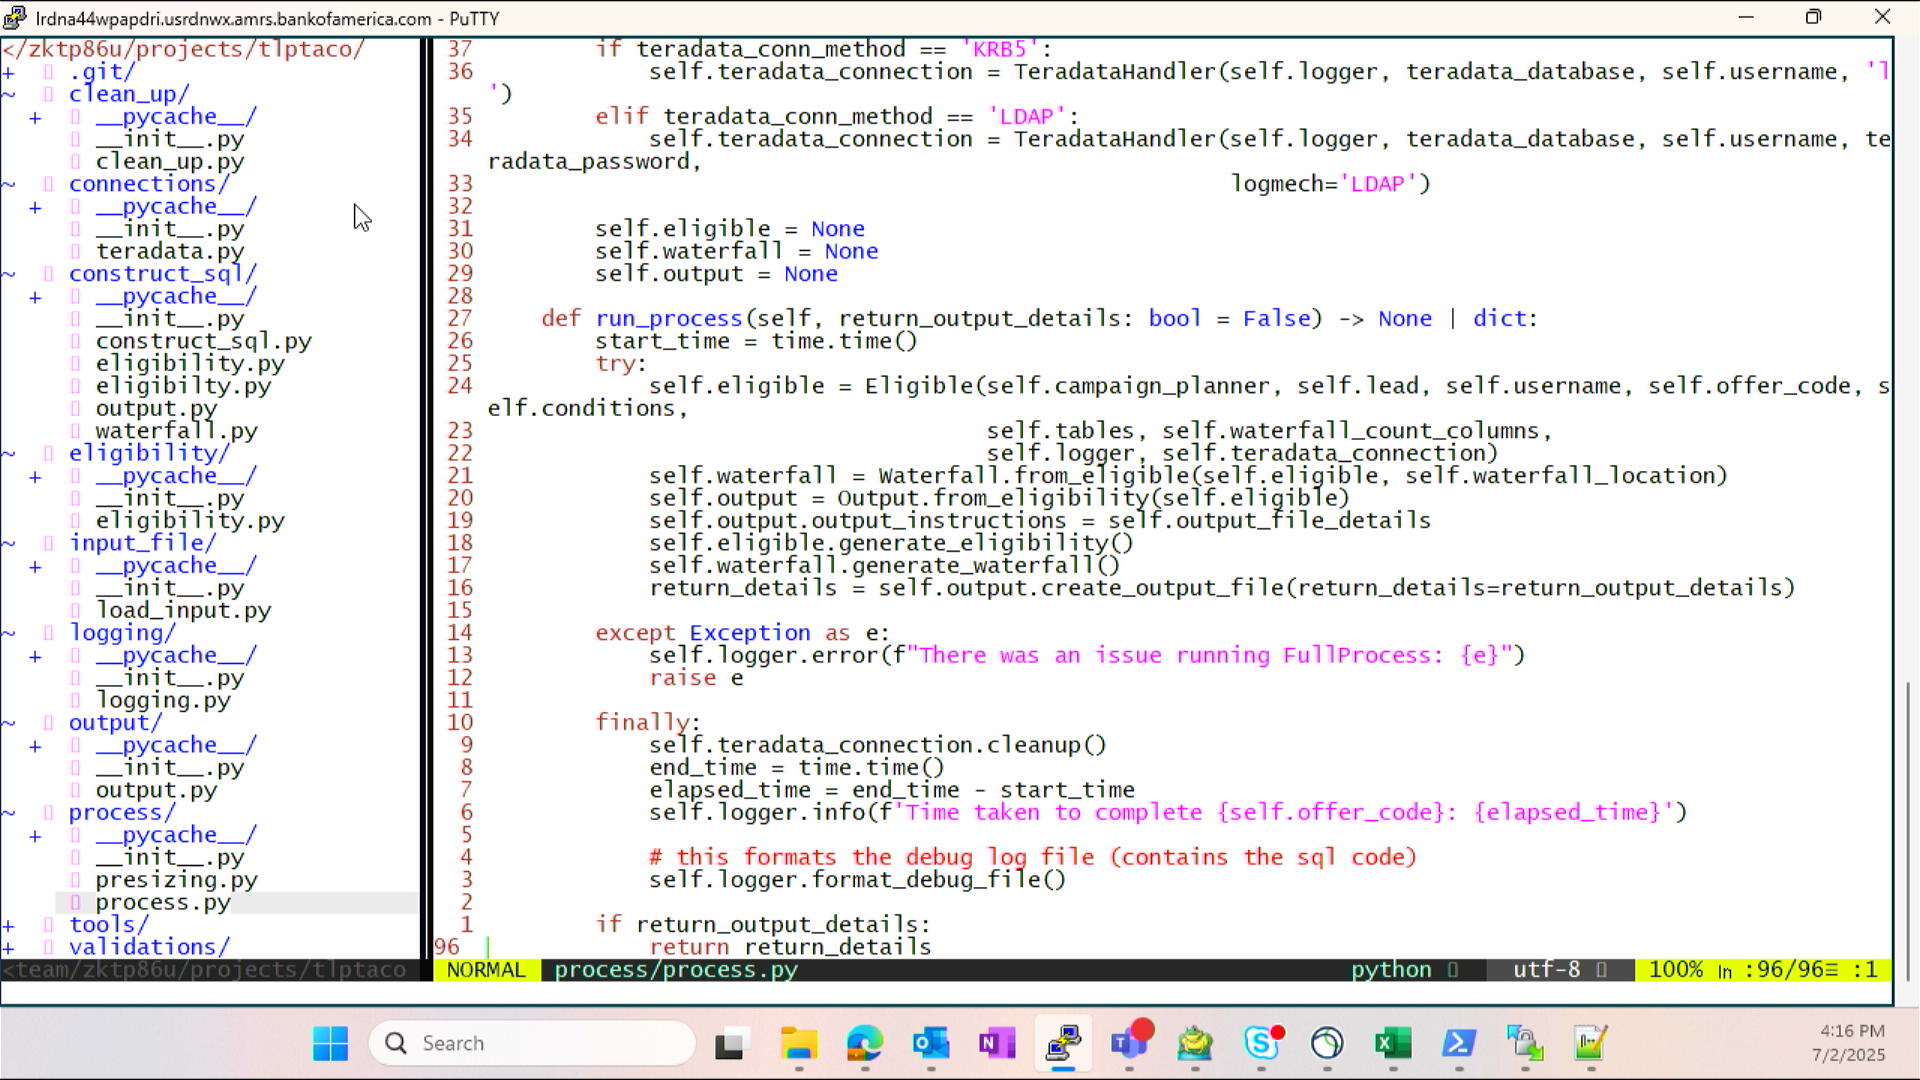 lrdna44wpapdri.usrdnwx.amrs.bankofamerica.com - PuTTY
</zktp86u/projects/tlptaco/
+ .git/
~ clean_up/
+ __pycache__/
__init__.py
clean_up.py
~ connections/
+ __pycache__/
__init__.py
teradata.py
~ construct_sql/
+ __pycache__/
__init__.py
construct_sql.py
eligibility.py
eligibilty.py
output.py
waterfall.py
~ eligibility/
+ __pycache__/
__init__.py
eligibility.py
~ input_file/
+ __pycache__/
__init__.py
load_input.py
~ logging/
+ __pycache__/
__init__.py
logging.py
~ output/
+ __pycache__/
__init__.py
output.py
~ process/
+ __pycache__/
__init__.py
presizing.py
process.py
+ tools/
+ validations/
<team/zktp86u/projects/tlptaco
37         if teradata_conn_method == 'KRB5':
36             self.teradata_connection = TeradataHandler(self.logger, teradata_database, self.username, 'l
')
35         elif teradata_conn_method == 'LDAP':
34             self.teradata_connection = TeradataHandler(self.logger, teradata_database, self.username, te
radata_password,
33                                                        logmech='LDAP')
32
31         self.eligible = None
30         self.waterfall = None
29         self.output = None
28
27     def run_process(self, return_output_details: bool = False) -> None | dict:
26         start_time = time.time()
25         try:
24             self.eligible = Eligible(self.campaign_planner, self.lead, self.username, self.offer_code, s
elf.conditions,
23                                      self.tables, self.waterfall_count_columns,
22                                      self.logger, self.teradata_connection)
21             self.waterfall = Waterfall.from_eligible(self.eligible, self.waterfall_location)
20             self.output = Output.from_eligibility(self.eligible)
19             self.output.output_instructions = self.output_file_details
18             self.eligible.generate_eligibility()
17             self.waterfall.generate_waterfall()
16             return_details = self.output.create_output_file(return_details=return_output_details)
15
14         except Exception as e:
13             self.logger.error(f"There was an issue running FullProcess: {e}")
12             raise e
11
10         finally:
9             self.teradata_connection.cleanup()
8             end_time = time.time()
7             elapsed_time = end_time - start_time
6             self.logger.info(f'Time taken to complete {self.offer_code}: {elapsed_time}')
5
4             # this formats the debug log file (contains the sql code)
3             self.logger.format_debug_file()
2
1         if return_output_details:
96             return return_details
NORMAL process/process.py python utf-8 100% ln :96/96≡ :1
Search
4:16 PM
7/2/2025